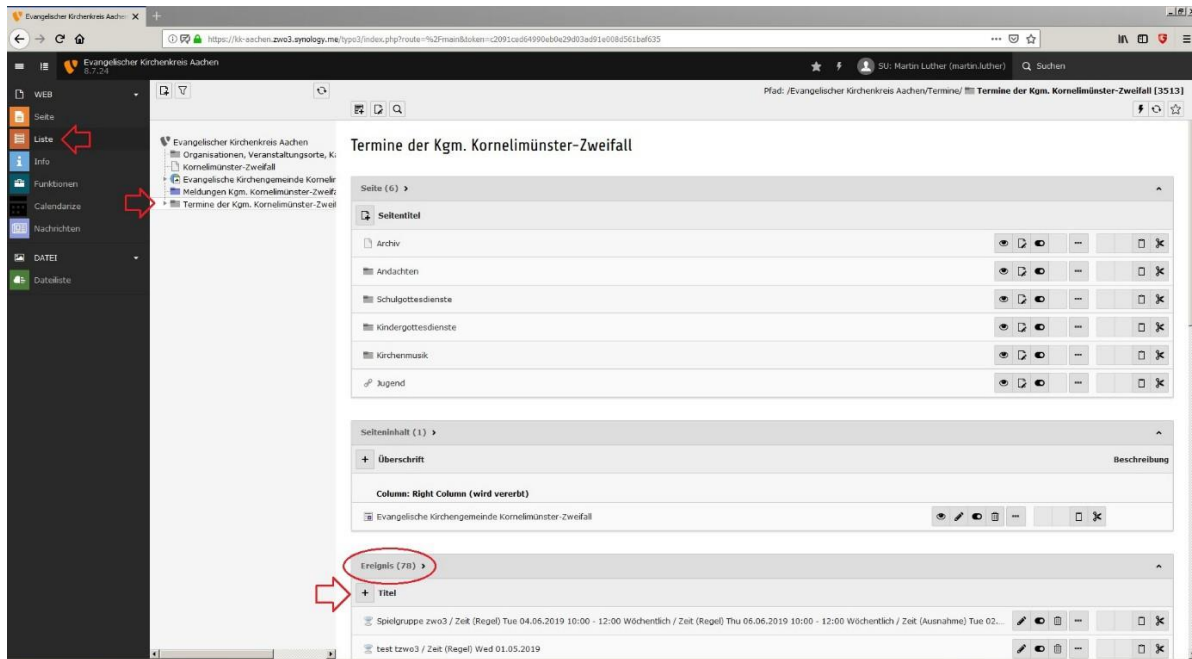 Evangelischer Kirchenkreis Aachen X
https://kk-aachen.zwo3.synology.me/typo3/index.php?route=%2Fmain&token=c2091ced64990eb0e29d03ad91e008d561baf635
Evangelischer Kirchenkreis Aachen
8.7.24
SU: Martin Luther (martin.luther)
Suchen
WEB
Seite
Liste
Info
Funktionen
Calendarize
Nachrichten
DATEI
Dateiliste
Evangelischer Kirchenkreis Aachen
Organisationen, Veranstaltungsorte, K
Kornelimünster-Zweifall
Evangelische Kirchengemeinde Kornelir
Meldungen Kgm. Kornelimünster-Zweifa
Termine der Kgm. Kornelimünster-Zweif
Pfad: /Evangelischer Kirchenkreis Aachen/Termine/ Termine der Kgm. Kornelimünster-Zweifall [3513]
Termine der Kgm. Kornelimünster-Zweifall
Seite (6)
Seitentitel
Archiv
Andachten
Schulgottesdienste
Kindergottesdienste
Kirchenmusik
Jugend
Seiteninhalt (1)
Überschrift Beschreibung
Column: Right Column (wird vererbt)
Evangelische Kirchengemeinde Kornelimünster-Zweifall
Ereignis (78)
Titel
Spielgruppe zwo3 / Zeit (Regel) Tue 04.06.2019 10:00 - 12:00 Wöchentlich / Zeit (Regel) Thu 06.06.2019 10:00 - 12:00 Wöchentlich / Zeit (Ausnahme) Tue 02....
test tzwo3 / Zeit (Regel) Wed 01.05.2019